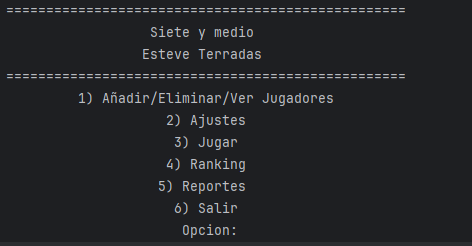 ==================================================
Siete y medio
Esteve Terradas
==================================================
1) Añadir/Eliminar/Ver Jugadores
2) Ajustes
3) Jugar
4) Ranking
5) Reportes
6) Salir
Opcion: